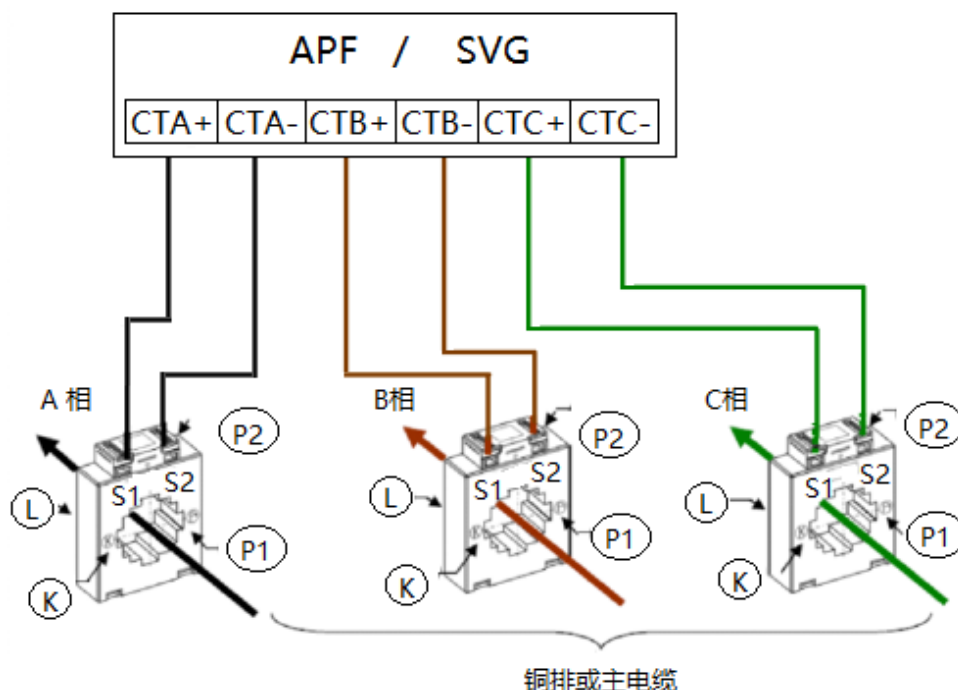 APF / SVG
CTA+ CTA- CTB+ CTB- CTC+ CTC-
A 相
P2
S1 S2
L
P1
K
B相
P2
S1 S2
L
P1
K
C相
P2
S1 S2
L
P1
K
铜排或主电缆